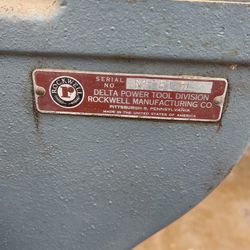 ROCKWELL
R
SERIAL
NO.
DELTA POWER TOOL DIVISION
ROCKWELL MANUFACTURING CO.
PITTSBURGH 8, PENNSYLVANIA
MADE IN THE UNITED STATES OF AMERICA